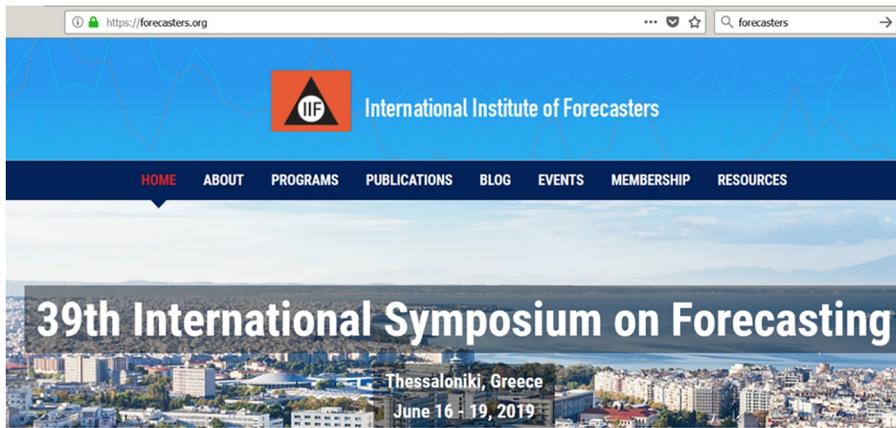 https://forecasters.org
forecasters
IIF
International Institute of Forecasters
HOME ABOUT PROGRAMS PUBLICATIONS BLOG EVENTS MEMBERSHIP RESOURCES
39th International Symposium on Forecasting
Thessaloniki, Greece
June 16 - 19, 2019